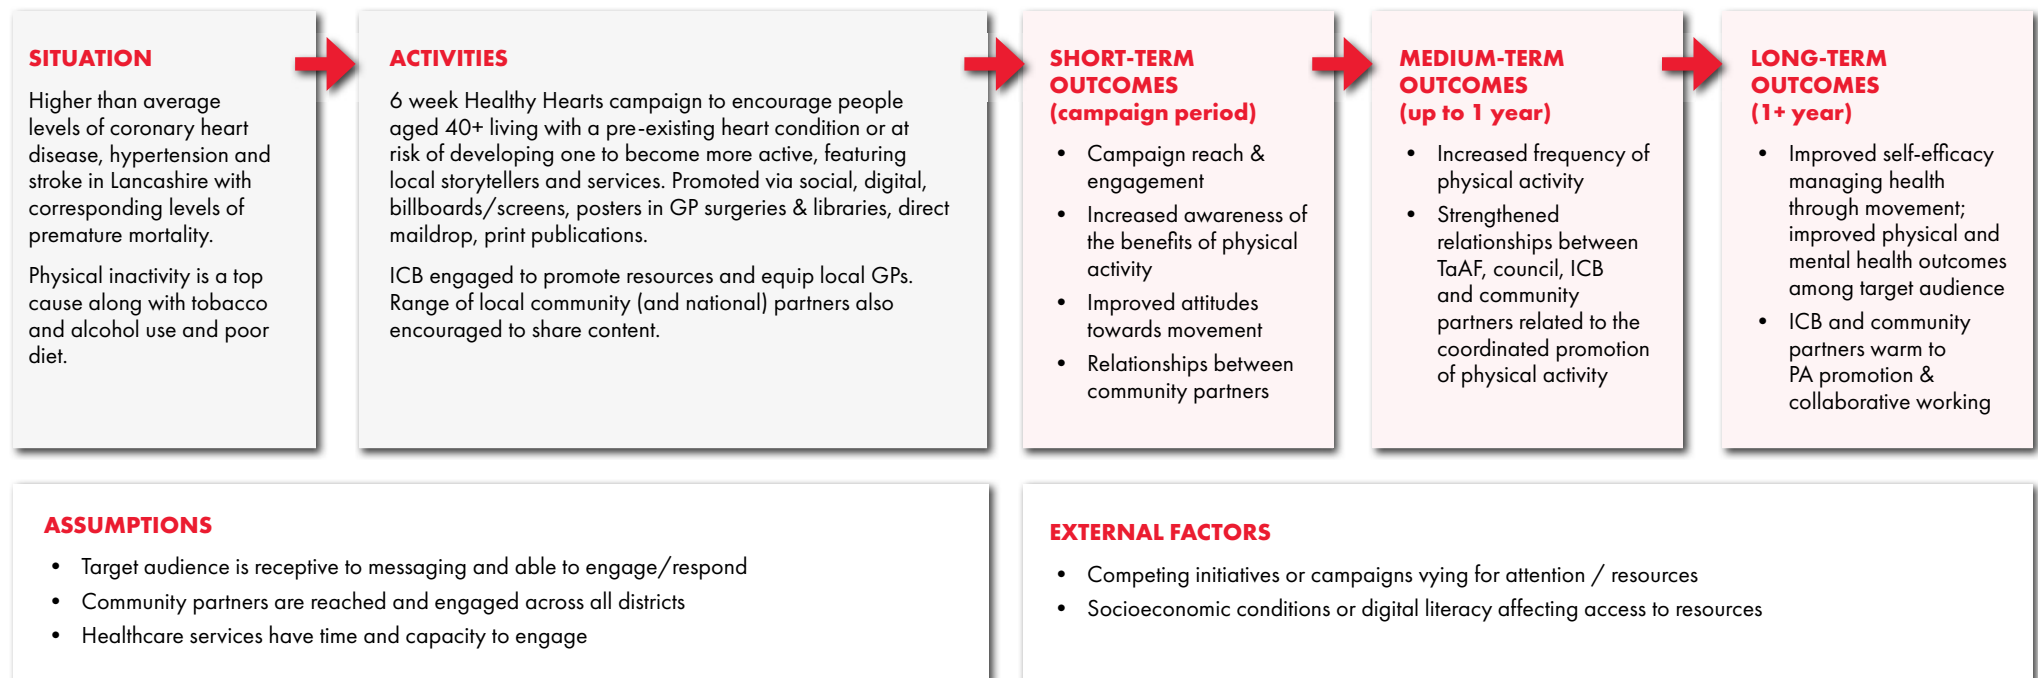 SITUATION
Higher than average
levels of coronary heart
disease, hypertension and
stroke in Lancashire with
corresponding levels of
premature mortality.
Physical inactivity is a top
cause along with tobacco
and alcohol use and poor
diet.
ACTIVITIES
6 week Healthy Hearts campaign to encourage people
aged 40+ living with a pre-existing heart condition or at
risk of developing one to become more active, featuring
local storytellers and services. Promoted via social, digital,
billboards/screens, posters in GP surgeries & libraries, direct
maildrop, print publications.
ICB engaged to promote resources and equip local GPs.
Range of local community (and national) partners also
encouraged to share content.
SHORT-TERM
OUTCOMES
(campaign period)
• Campaign reach &
engagement
• Increased awareness of
the benefits of physical
activity
• Improved attitudes
towards movement
• Relationships between
community partners
MEDIUM-TERM
OUTCOMES
(up to 1 year)
• Increased frequency of
physical activity
• Strengthened
relationships between
TaAF, council, ICB
and community
partners related to the
coordinated promotion
of physical activity
LONG-TERM
OUTCOMES
(1+ year)
• Improved self-efficacy
managing health
through movement;
improved physical and
mental health outcomes
among target audience
• ICB and community
partners warm to
PA promotion &
collaborative working
ASSUMPTIONS
• Target audience is receptive to messaging and able to engage/respond
• Community partners are reached and engaged across all districts
• Healthcare services have time and capacity to engage
EXTERNAL FACTORS
• Competing initiatives or campaigns vying for attention / resources
• Socioeconomic conditions or digital literacy affecting access to resources